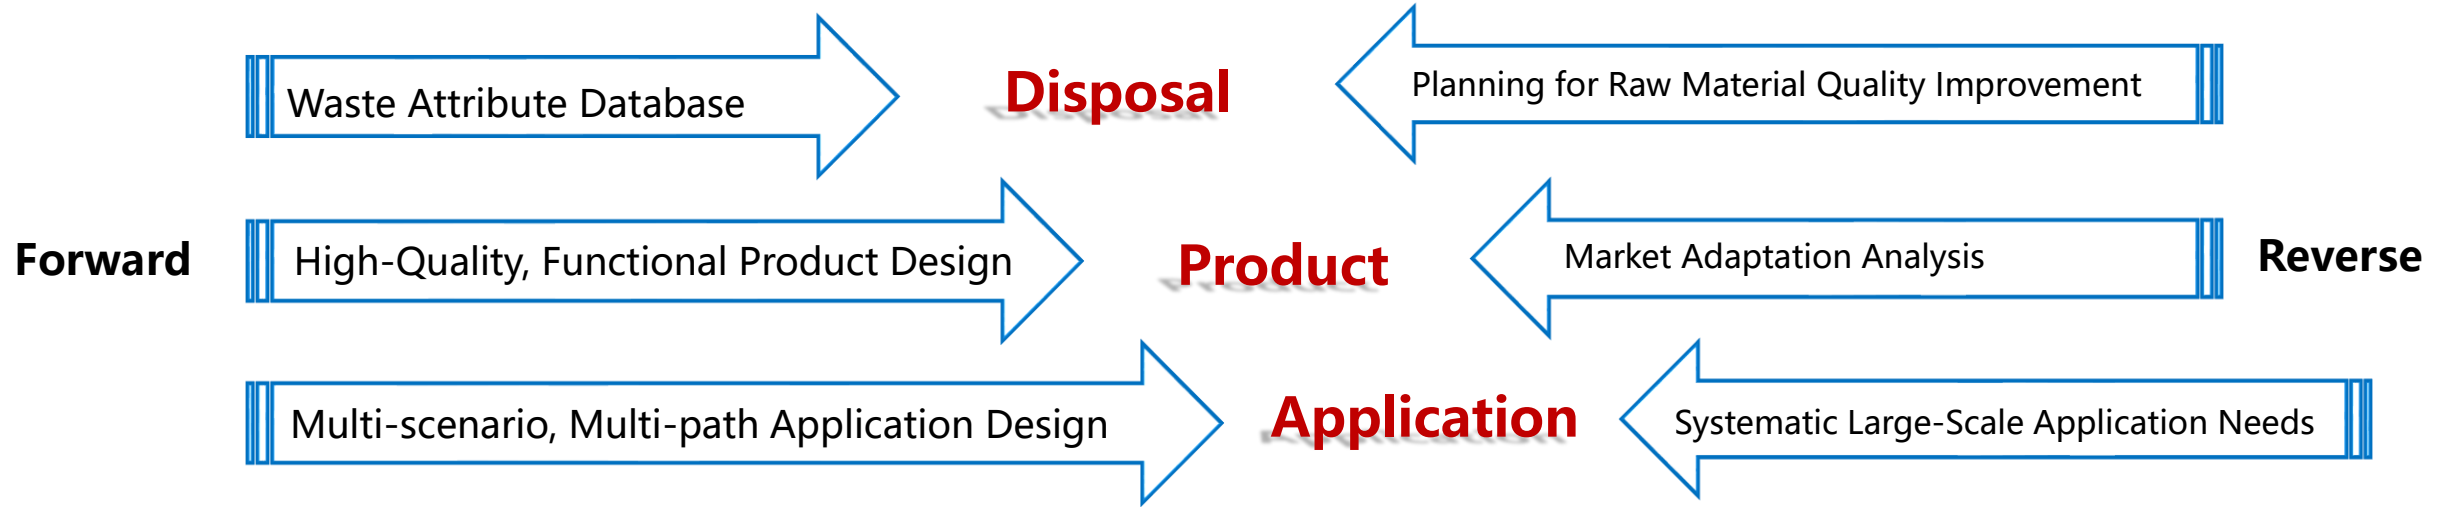 Waste Attribute Database
Disposal
Planning for Raw Material Quality Improvement
Forward
High-Quality, Functional Product Design
Product
Market Adaptation Analysis
Reverse
Multi-scenario, Multi-path Application Design
Application
Systematic Large-Scale Application Needs